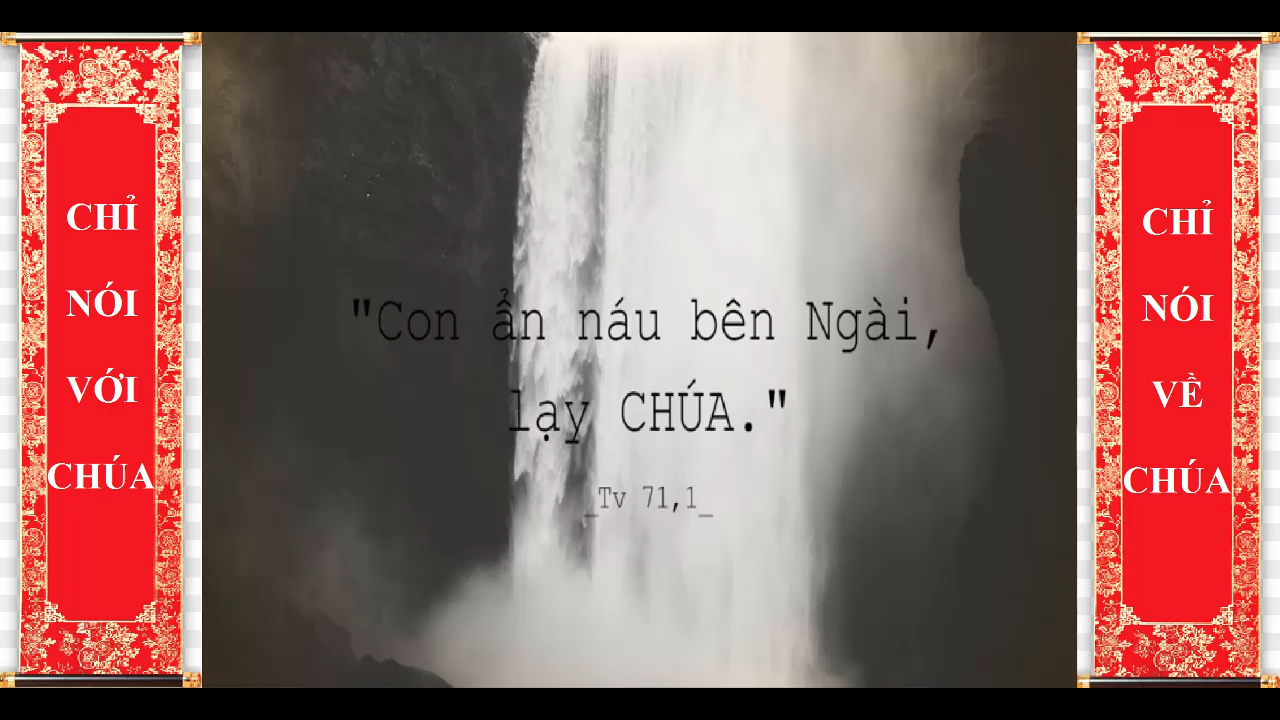 CHỈ
NÓI
VỚI
CHÚA
"Con ẩn náu bên Ngài,
lạy CHÚA."
_Tv 71,1_
CHỈ
NÓI
VỀ
CHÚA